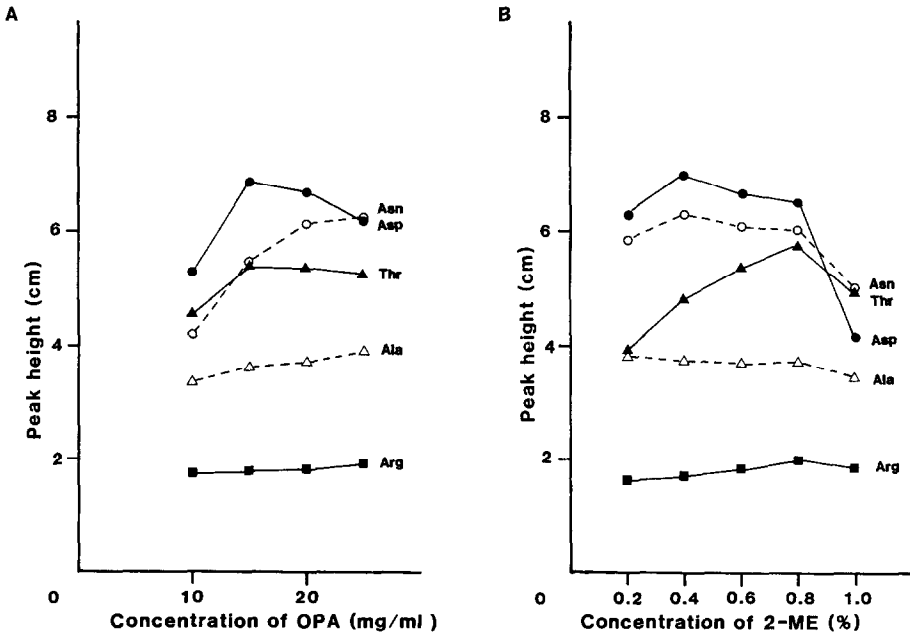 A
Peak height (cm)
8
6
4
2
0
10
20
Concentration of OPA (mg/ml)
Asn
Asp
Thr
Ala
Arg
B
Peak height (cm)
8
6
4
2
0
0.2
0.4
0.6
0.8
1.0
Concentration of 2-ME (%)
Asn
Thr
Asp
Ala
Arg